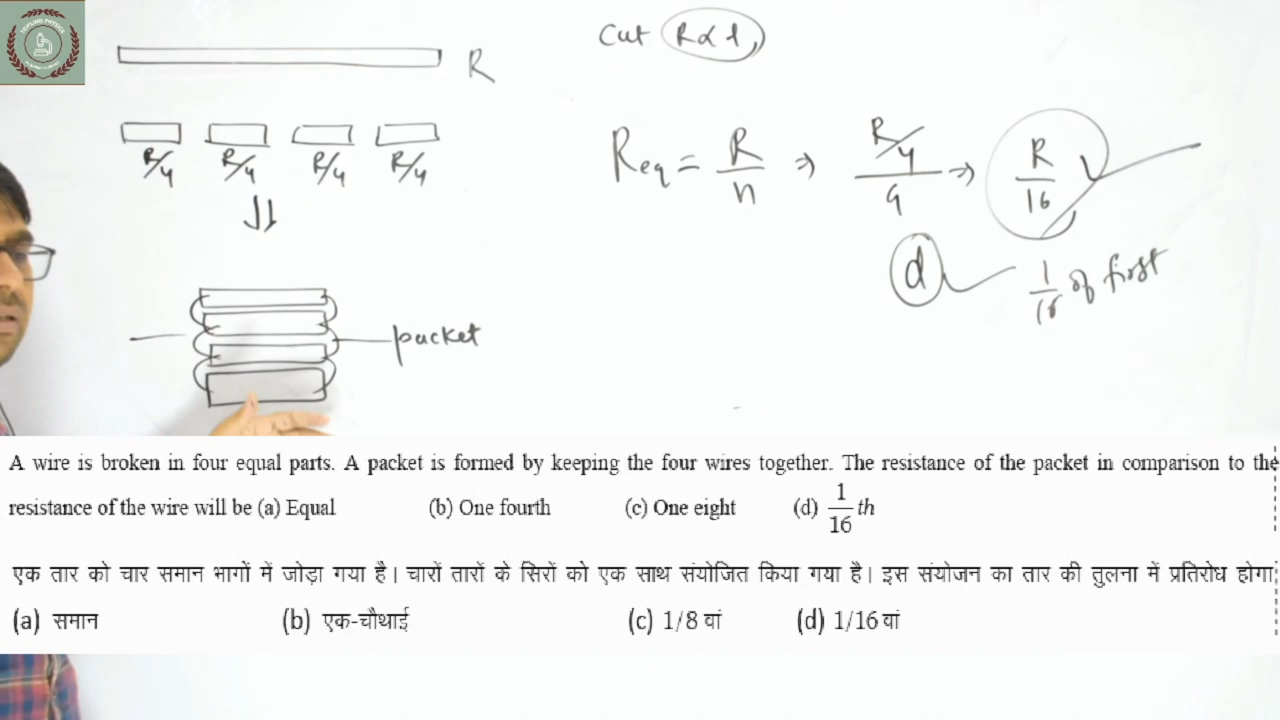 Cut R∝l
R
R/4 R/4 R/4 R/4
Req = R/n ⇒ (R/4)/4 ⇒ R/16
d
1/16 of first
packet
A wire is broken in four equal parts. A packet is formed by keeping the four wires together. The resistance of the packet in comparison to the
resistance of the wire will be (a) Equal (b) One fourth (c) One eight (d) 1/16 th
एक तार को चार समान भागों में जोड़ा गया है। चारों तारों के सिरों को एक साथ संयोजित किया गया है। इस संयोजन का तार की तुलना में प्रतिरोध होगा
(a) समान (b) एक-चौथाई (c) 1/8 वां (d) 1/16 वां